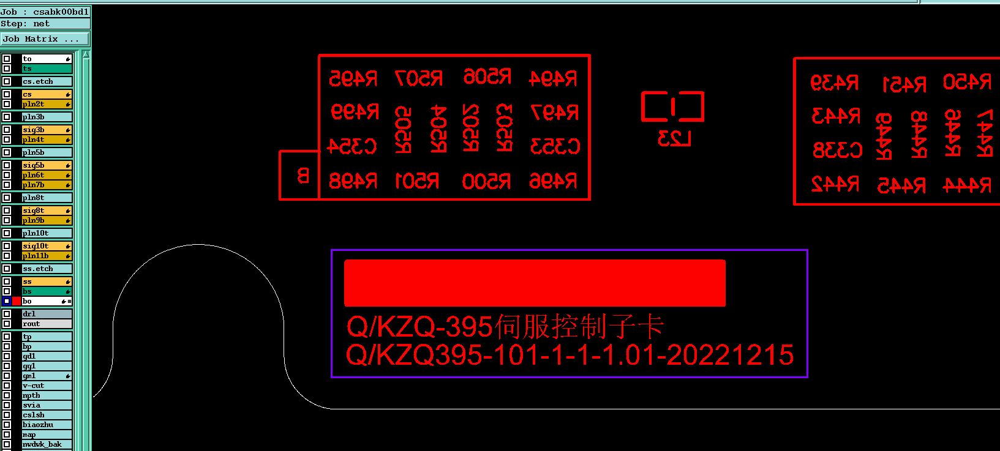 Job : csabk00bd1
Step: net
Job Matrix ...
to
ts
cs.etch
cs
pln2t
pln3b
sig3b
pln4t
pln5b
sig5b
pln6t
pln7b
pln8t
sig8t
pln9b
pln10t
sig10t
pln11b
ss.etch
ss
bs
bo
drl
rout
tp
bp
gd1
gg1
gm1
v-cut
npth
svia
cslsh
biaozhu
map
nwdwk_bak
R495 R507 R506 R494
R499 R505 R504 R502 R503 R497
C354 C353
B
R498 R501 R500 R496
L23
R439 R451 R450
R443 R449 R448 R446 R447
C338
R442 R445 R444
Q/KZQ-395伺服控制子卡
Q/KZQ395-101-1-1-1.01-20221215